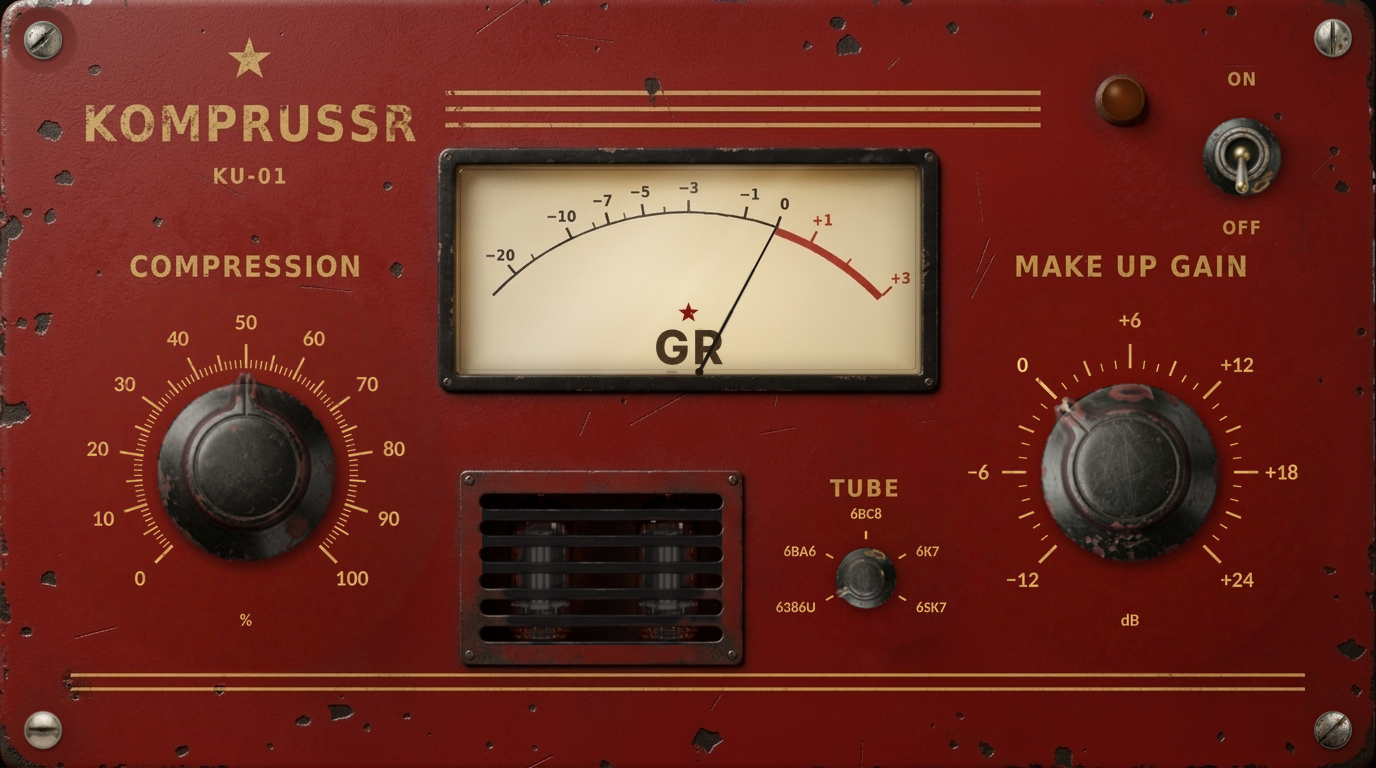 KOMPRUSSR
KU-01
ON
OFF
−20 −10 −7 −5 −3 −1 0 +1 +3
GR
COMPRESSION
0 10 20 30 40 50 60 70 80 90 100
%
TUBE
6386U 6BA6 6BC8 6K7 6SK7
MAKE UP GAIN
−12 −6 0 +6 +12 +18 +24
dB